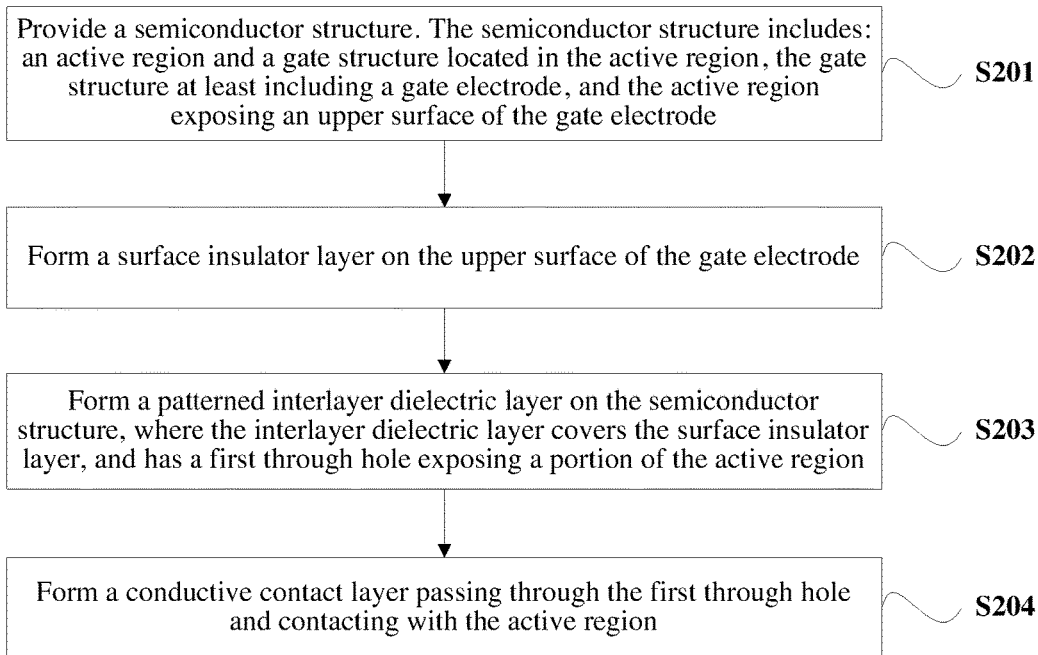 Provide a semiconductor structure. The semiconductor structure includes:
an active region and a gate structure located in the active region, the gate
structure at least including a gate electrode, and the active region
exposing an upper surface of the gate electrode
S201
Form a surface insulator layer on the upper surface of the gate electrode
S202
Form a patterned interlayer dielectric layer on the semiconductor
structure, where the interlayer dielectric layer covers the surface insulator
layer, and has a first through hole exposing a portion of the active region
S203
Form a conductive contact layer passing through the first through hole
and contacting with the active region
S204